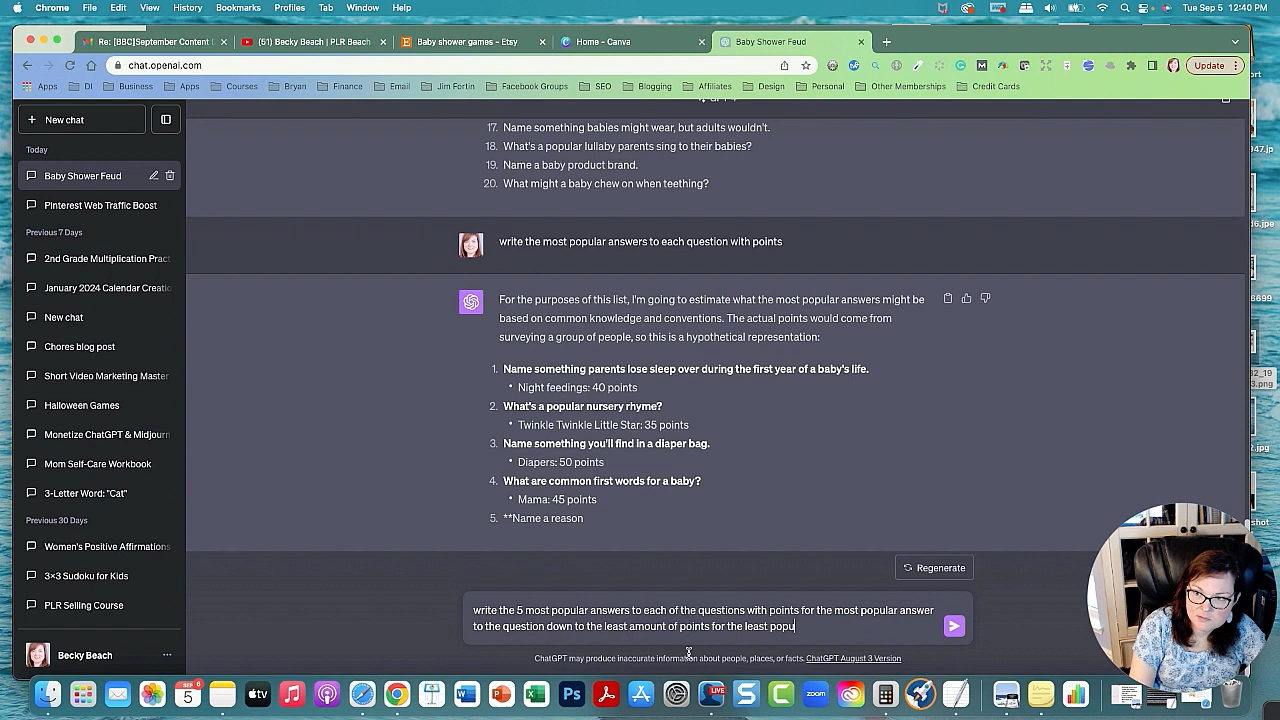 Chrome File Edit View History Bookmarks Profiles Tab Window Help
Tue Sep 5 12:40 PM
Re: [BBC]September Content
(51) Becky Beach | PLR Beach
Baby shower games - Etsy
Home - Canva
Baby Shower Feud
chat.openai.com
Update
Apps DI Business Apps Courses Bryan Finance Email Jim Fortin Facebook Groups SEO Blogging Affiliates Design Personal Other Memberships Credit Cards
New chat
Today
Baby Shower Feud
Pinterest Web Traffic Boost
Previous 7 Days
2nd Grade Multiplication Pract
January 2024 Calendar Creatio
New chat
Chores blog post
Short Video Marketing Master
Halloween Games
Monetize ChatGPT & Midjourn
Mom Self-Care Workbook
3-Letter Word: "Cat"
Previous 30 Days
Women's Positive Affirmations
3×3 Sudoku for Kids
PLR Selling Course
Becky Beach
17. Name something babies might wear, but adults wouldn't.
18. What's a popular lullaby parents sing to their babies?
19. Name a baby product brand.
20. What might a baby chew on when teething?
write the most popular answers to each question with points
For the purposes of this list, I'm going to estimate what the most popular answers might be
based on common knowledge and conventions. The actual points would come from
surveying a group of people, so this is a hypothetical representation:
1. Name something parents lose sleep over during the first year of a baby's life.
• Night feedings: 40 points
2. What's a popular nursery rhyme?
• Twinkle Twinkle Little Star: 35 points
3. Name something you'll find in a diaper bag.
• Diapers: 50 points
4. What are common first words for a baby?
• Mama: 45 points
5. **Name a reason
Regenerate
write the 5 most popular answers to each of the questions with points for the most popular answer
to the question down to the least amount of points for the least popu
ChatGPT may produce inaccurate information about people, places, or facts. ChatGPT August 3 Version